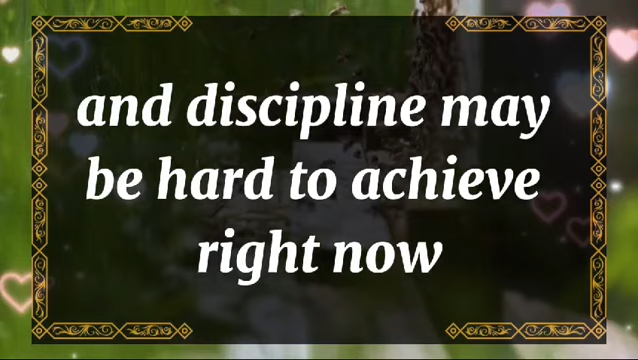 and discipline may
be hard to achieve
right now